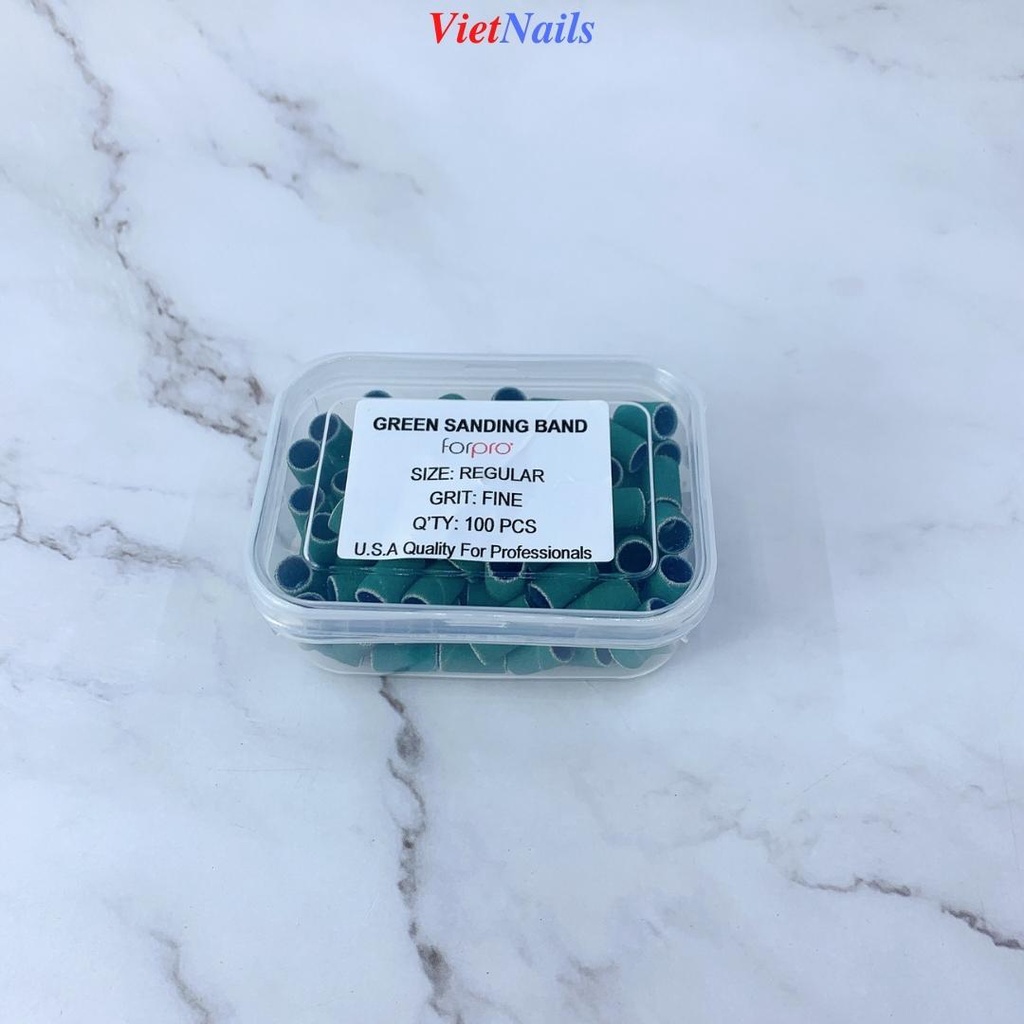 VietNails
GREEN SANDING BAND
forpro
SIZE: REGULAR
GRIT: FINE
Q'TY: 100 PCS
U.S.A Quality For Professionals